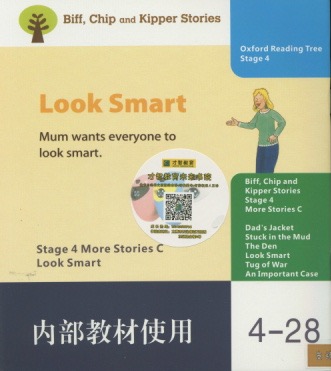 Biff, Chip and Kipper Stories
Oxford Reading Tree
Stage 4
Look Smart
Mum wants everyone to
look smart.
Biff, Chip and
Kipper Stories
Stage 4
More Stories C
Dad's Jacket
Stuck in the Mud
The Den
Look Smart
Tug of War
An Important Case
Stage 4 More Stories C
Look Smart
内部教材使用
4-28